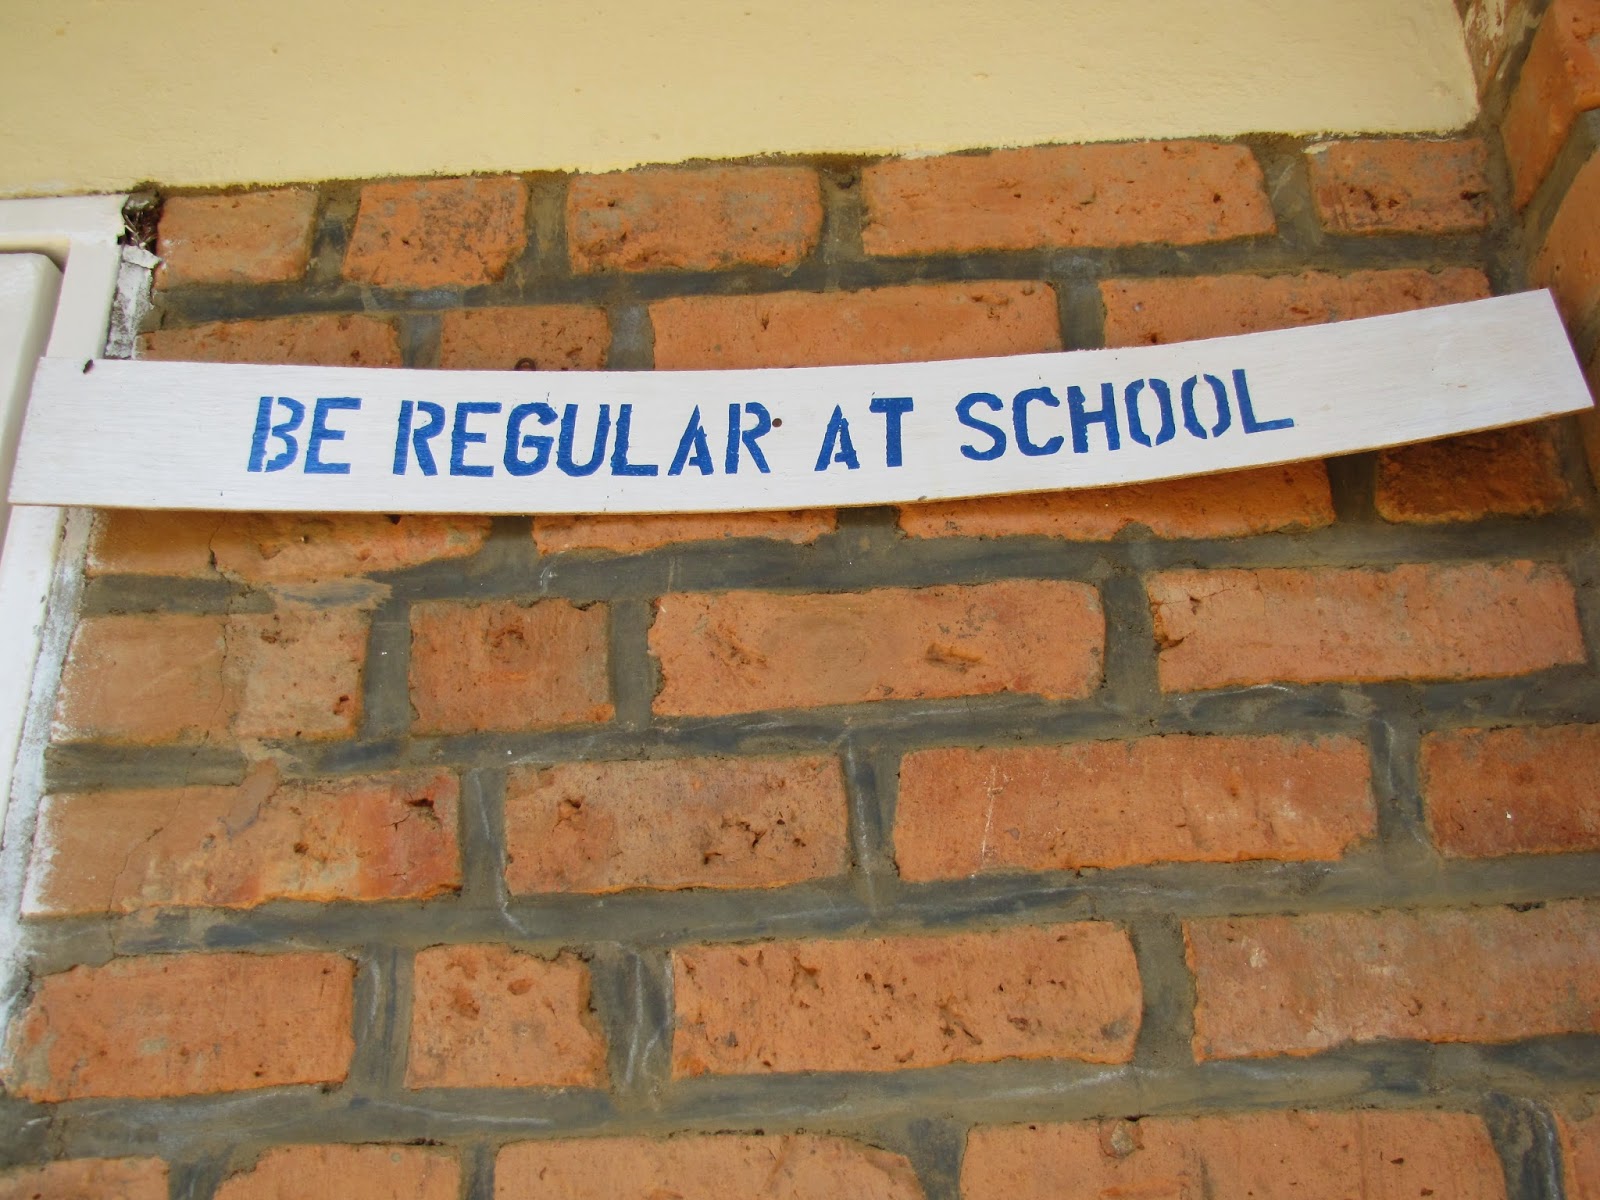 BE REGULAR AT SCHOOL